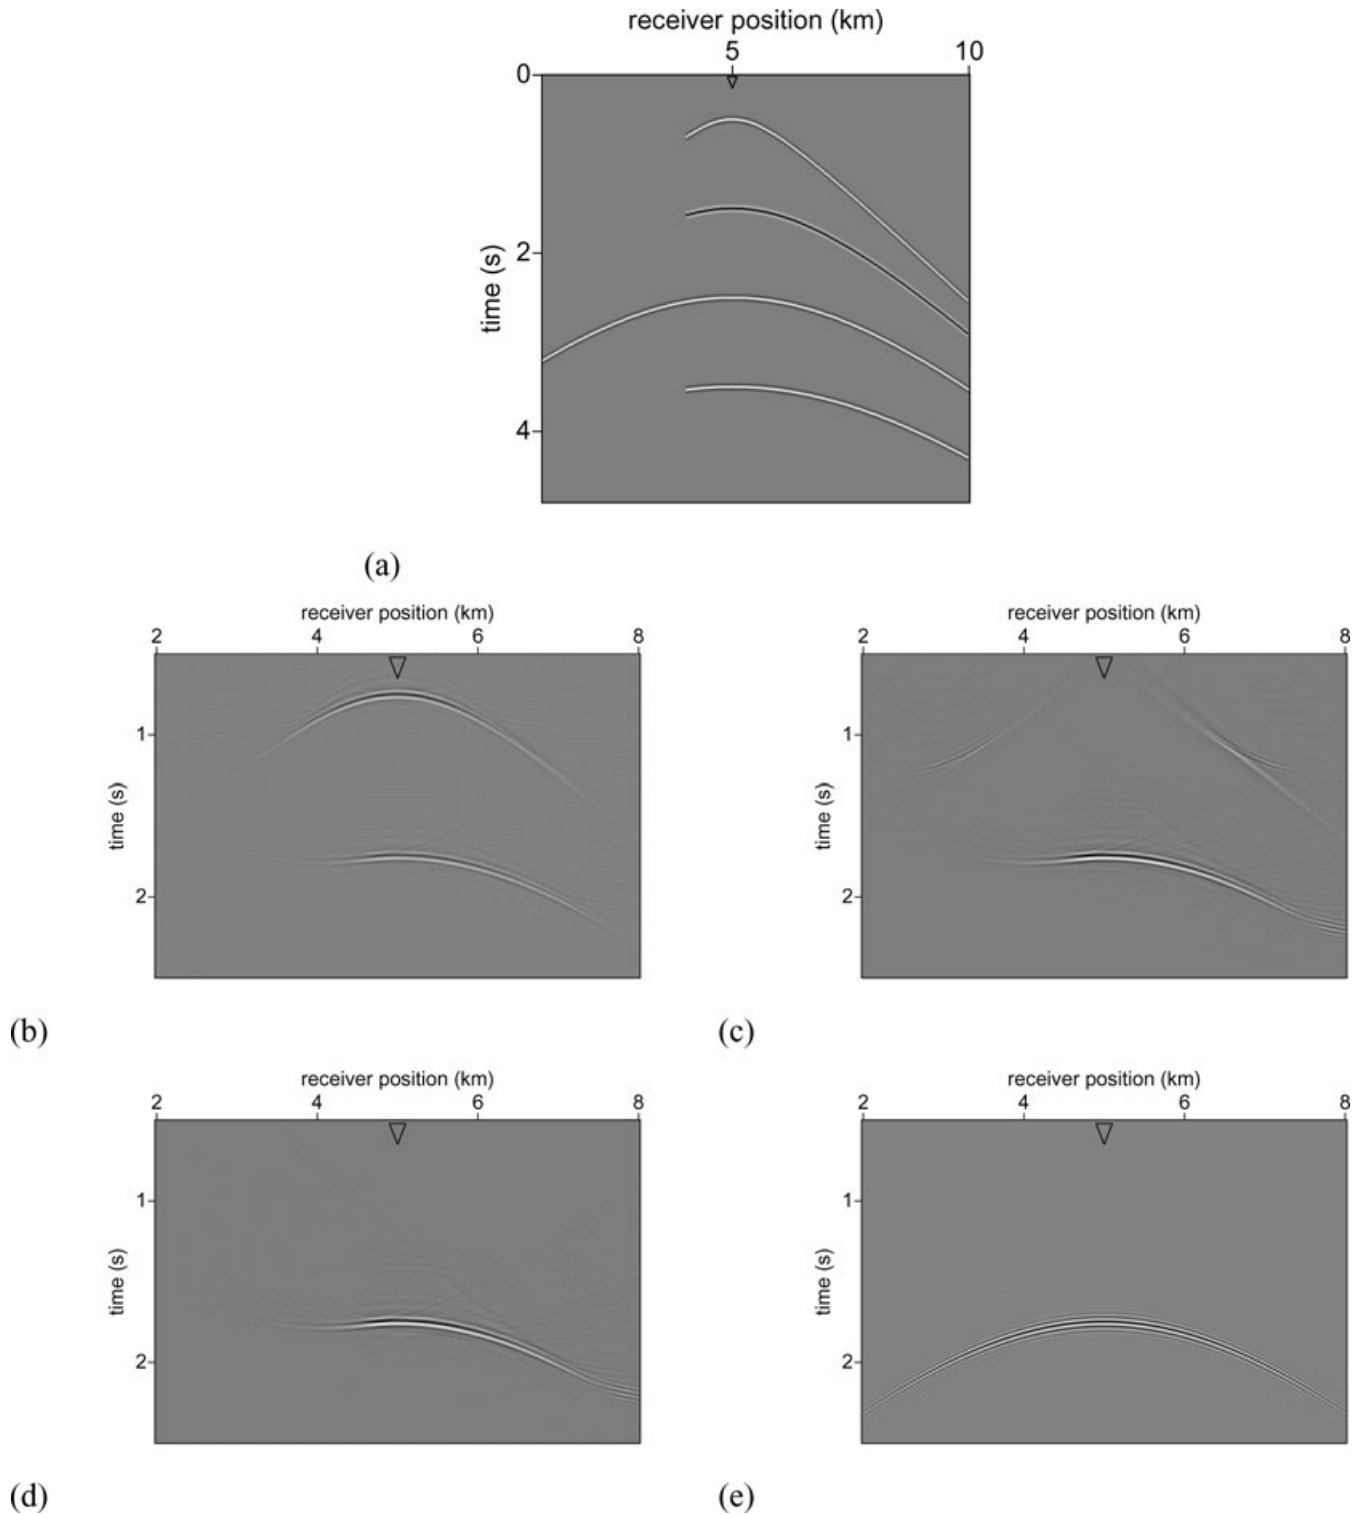 receiver position (km)
5 10
0
2
4
time (s)
(a)
receiver position (km)
2 4 6 8
1
2
time (s)
(b)
receiver position (km)
2 4 6 8
1
2
time (s)
(c)
receiver position (km)
2 4 6 8
1
2
time (s)
(d)
receiver position (km)
2 4 6 8
1
2
time (s)
(e)